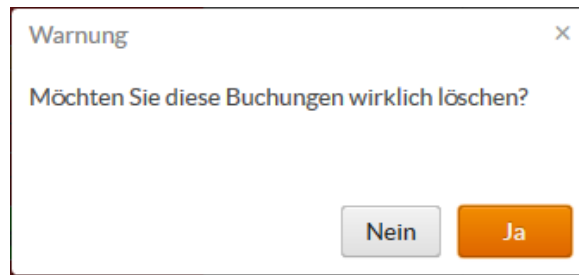 Warnung ×
Möchten Sie diese Buchungen wirklich löschen?
Nein Ja